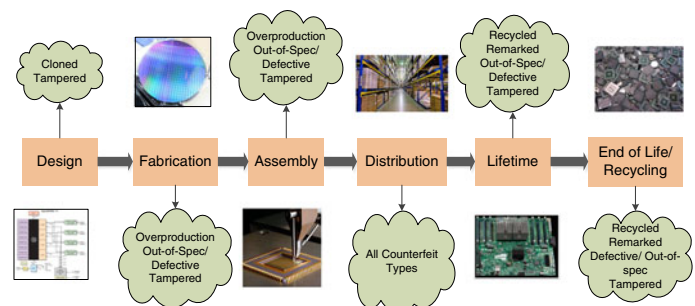 Cloned
Tampered
Overproduction
Out-of-Spec/
Defective
Tampered
Recycled
Remarked
Out-of-Spec/
Defective
Tampered
Design
Fabrication
Assembly
Distribution
Lifetime
End of Life/
Recycling
Overproduction
Out-of-Spec/
Defective
Tampered
All Counterfeit
Types
Recycled
Remarked
Defective/ Out-of-
spec
Tampered